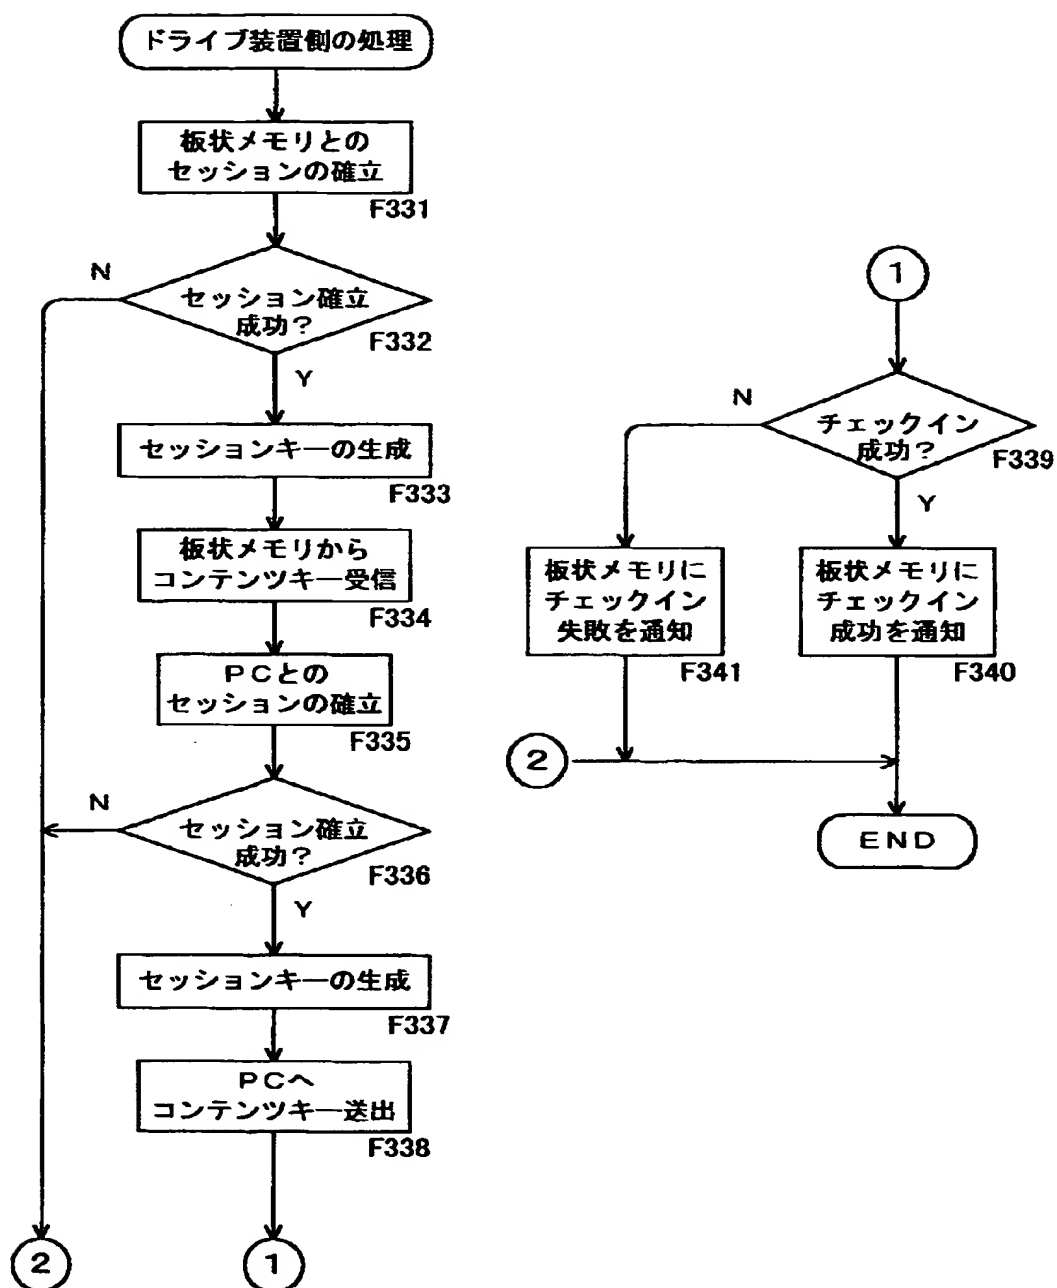 ドライブ装置側の処理
板状メモリとの
セッションの確立
F331
N
セッション確立
成功？
F332
Y
セッションキーの生成
F333
板状メモリから
コンテンツキー受信
F334
PCとの
セッションの確立
F335
N
セッション確立
成功？
F336
Y
セッションキーの生成
F337
PCへ
コンテンツキー送出
F338
2
1
1
N
チェックイン
成功？
F339
Y
板状メモリに
チェックイン
失敗を通知
F341
板状メモリに
チェックイン
成功を通知
F340
2
END